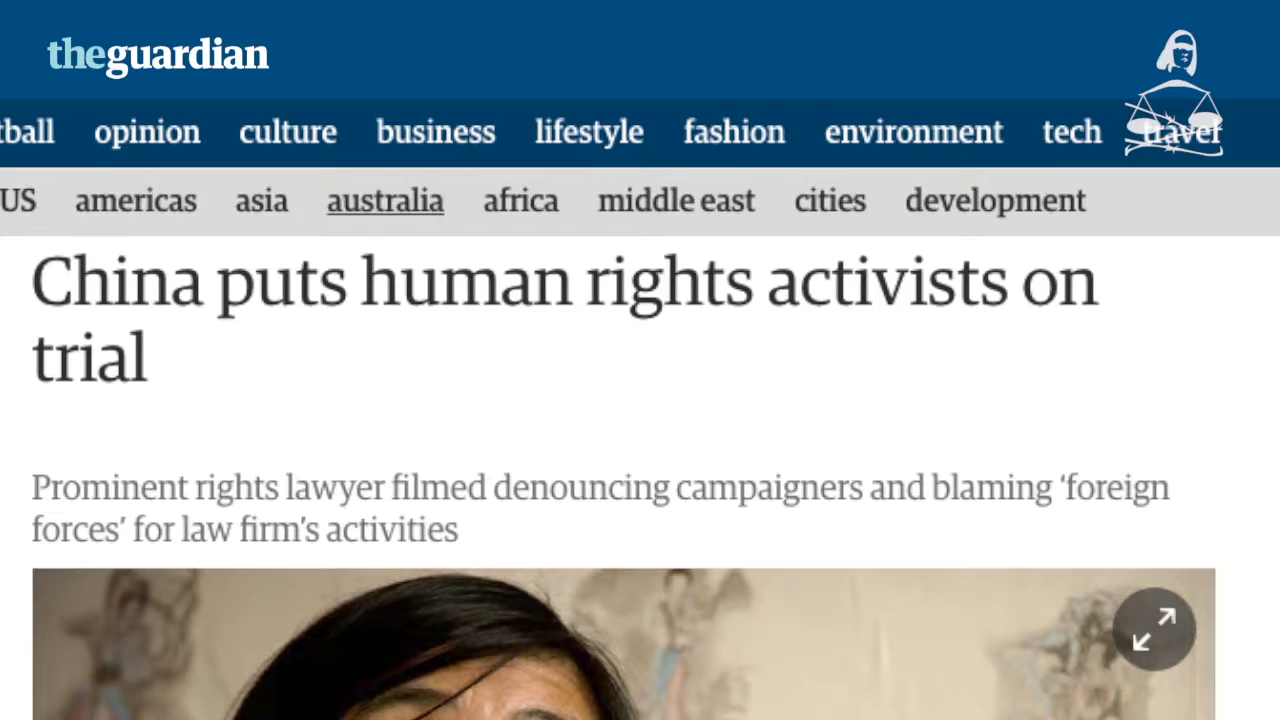 theguardian
tball opinion culture business lifestyle fashion environment tech travel
US americas asia australia africa middle east cities development
China puts human rights activists on
trial
Prominent rights lawyer filmed denouncing campaigners and blaming ‘foreign
forces’ for law firm’s activities